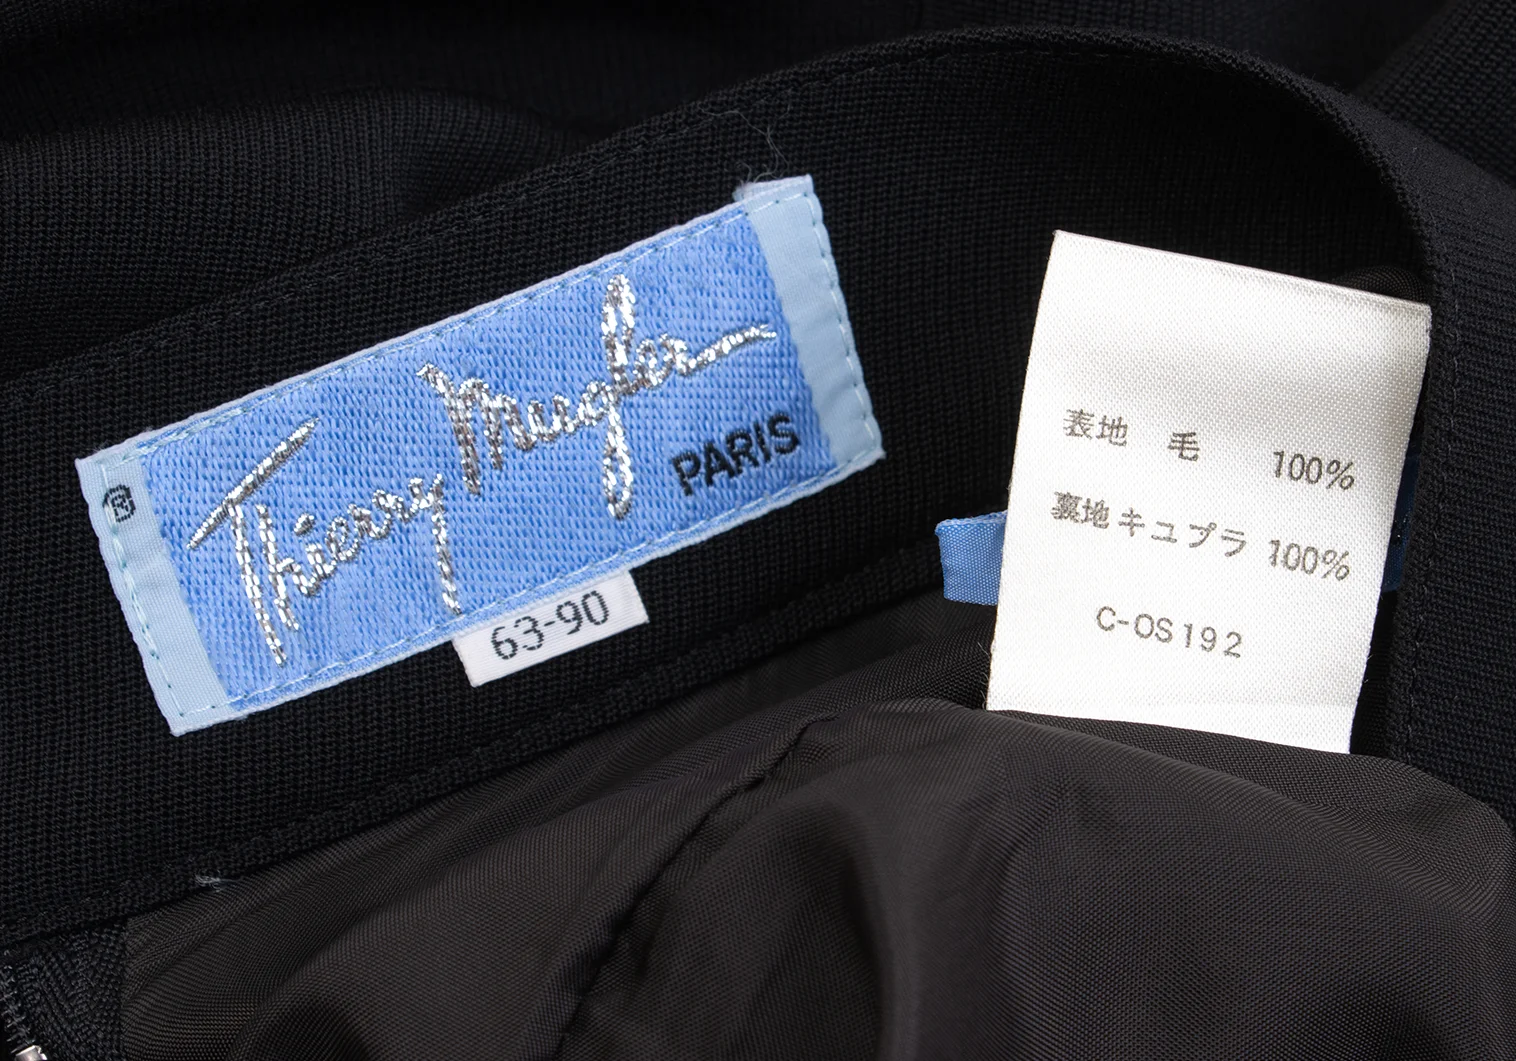 Thierry Mugler
PARIS
®
63-90
表地 毛 100%
裏地 キュプラ 100%
C-OS192